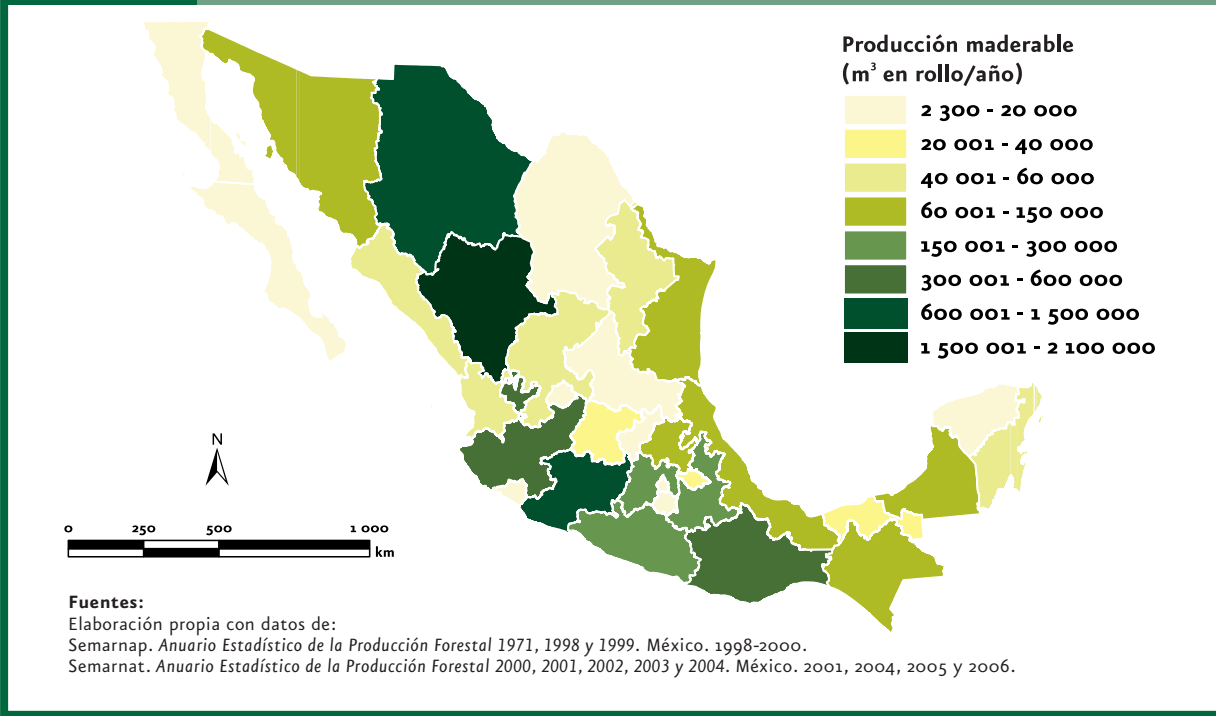 Producción maderable
(m³ en rollo/año)
2 300 - 20 000
20 001 - 40 000
40 001 - 60 000
60 001 - 150 000
150 001 - 300 000
300 001 - 600 000
600 001 - 1 500 000
1 500 001 - 2 100 000
N
0 250 500 1 000
km
Fuentes:
Elaboración propia con datos de:
Semarnap. Anuario Estadístico de la Producción Forestal 1971, 1998 y 1999. México. 1998-2000.
Semarnat. Anuario Estadístico de la Producción Forestal 2000, 2001, 2002, 2003 y 2004. México. 2001, 2004, 2005 y 2006.